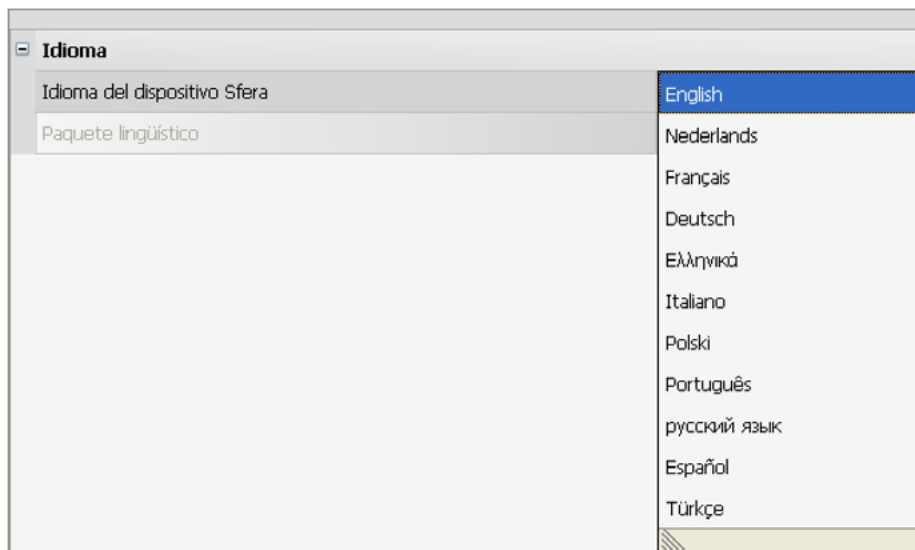 Idioma
Idioma del dispositivo Sfera
English
Paquete lingüístico
Nederlands
Français
Deutsch
Ελληνικά
Italiano
Polski
Português
русский язык
Español
Türkçe